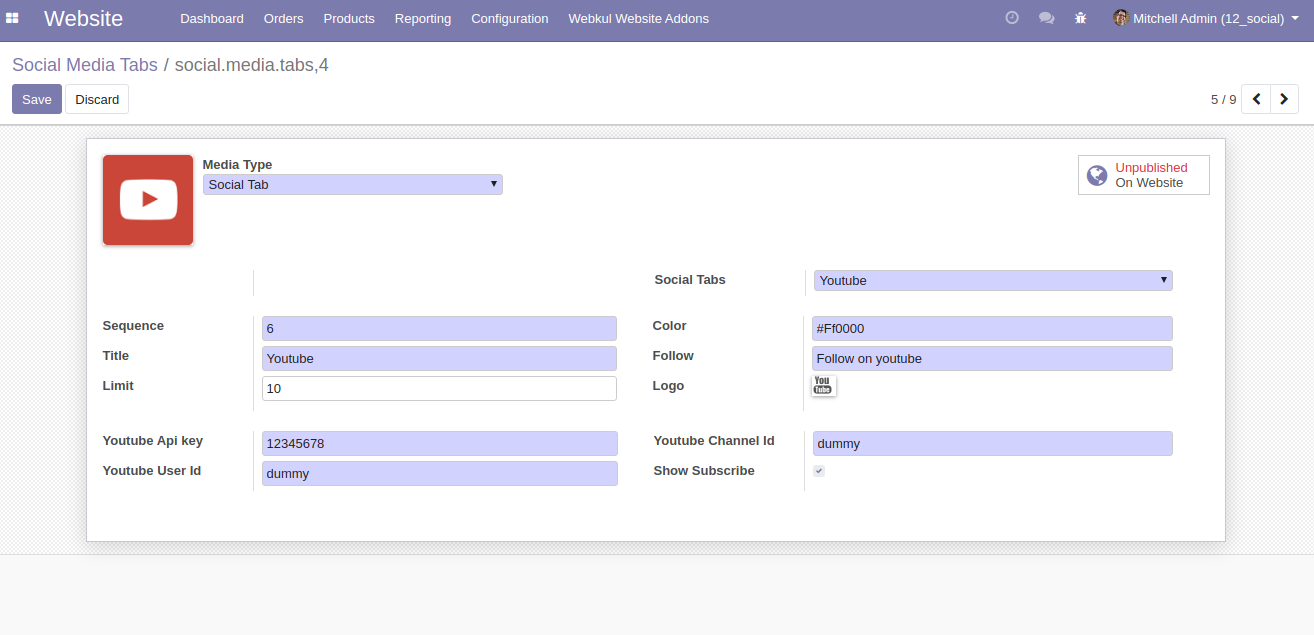 Website Dashboard Orders Products Reporting Configuration Webkul Website Addons Mitchell Admin (12_social)
Social Media Tabs / social.media.tabs,4
Save Discard 5 / 9
Media Type
Social Tab
Unpublished
On Website
Social Tabs Youtube
Sequence 6 Color #Ff0000
Title Youtube Follow Follow on youtube
Limit 10 Logo You Tube
Youtube Api key 12345678 Youtube Channel Id dummy
Youtube User Id dummy Show Subscribe